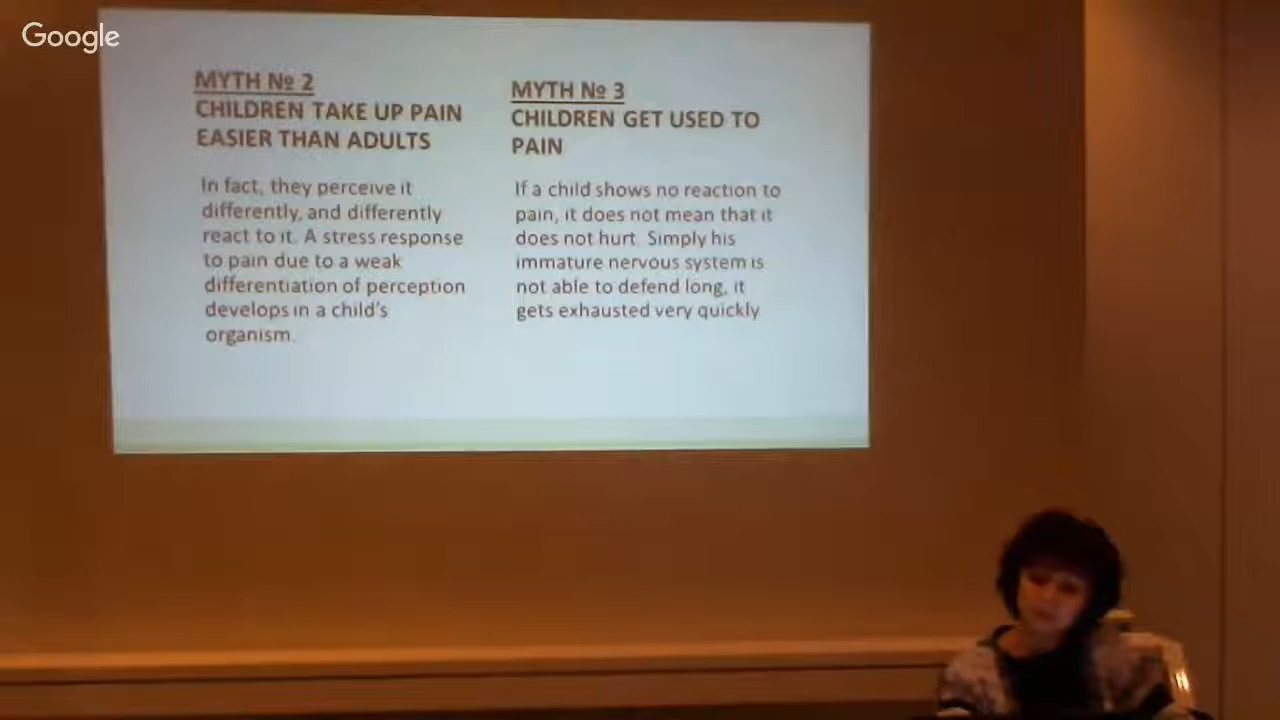 Google
MYTH № 2
CHILDREN TAKE UP PAIN
EASIER THAN ADULTS
In fact, they perceive it
differently, and differently
react to it. A stress response
to pain due to a weak
differentiation of perception
develops in a child's
organism.
MYTH № 3
CHILDREN GET USED TO
PAIN
If a child shows no reaction to
pain, it does not mean that it
does not hurt. Simply his
immature nervous system is
not able to defend long, it
gets exhausted very quickly